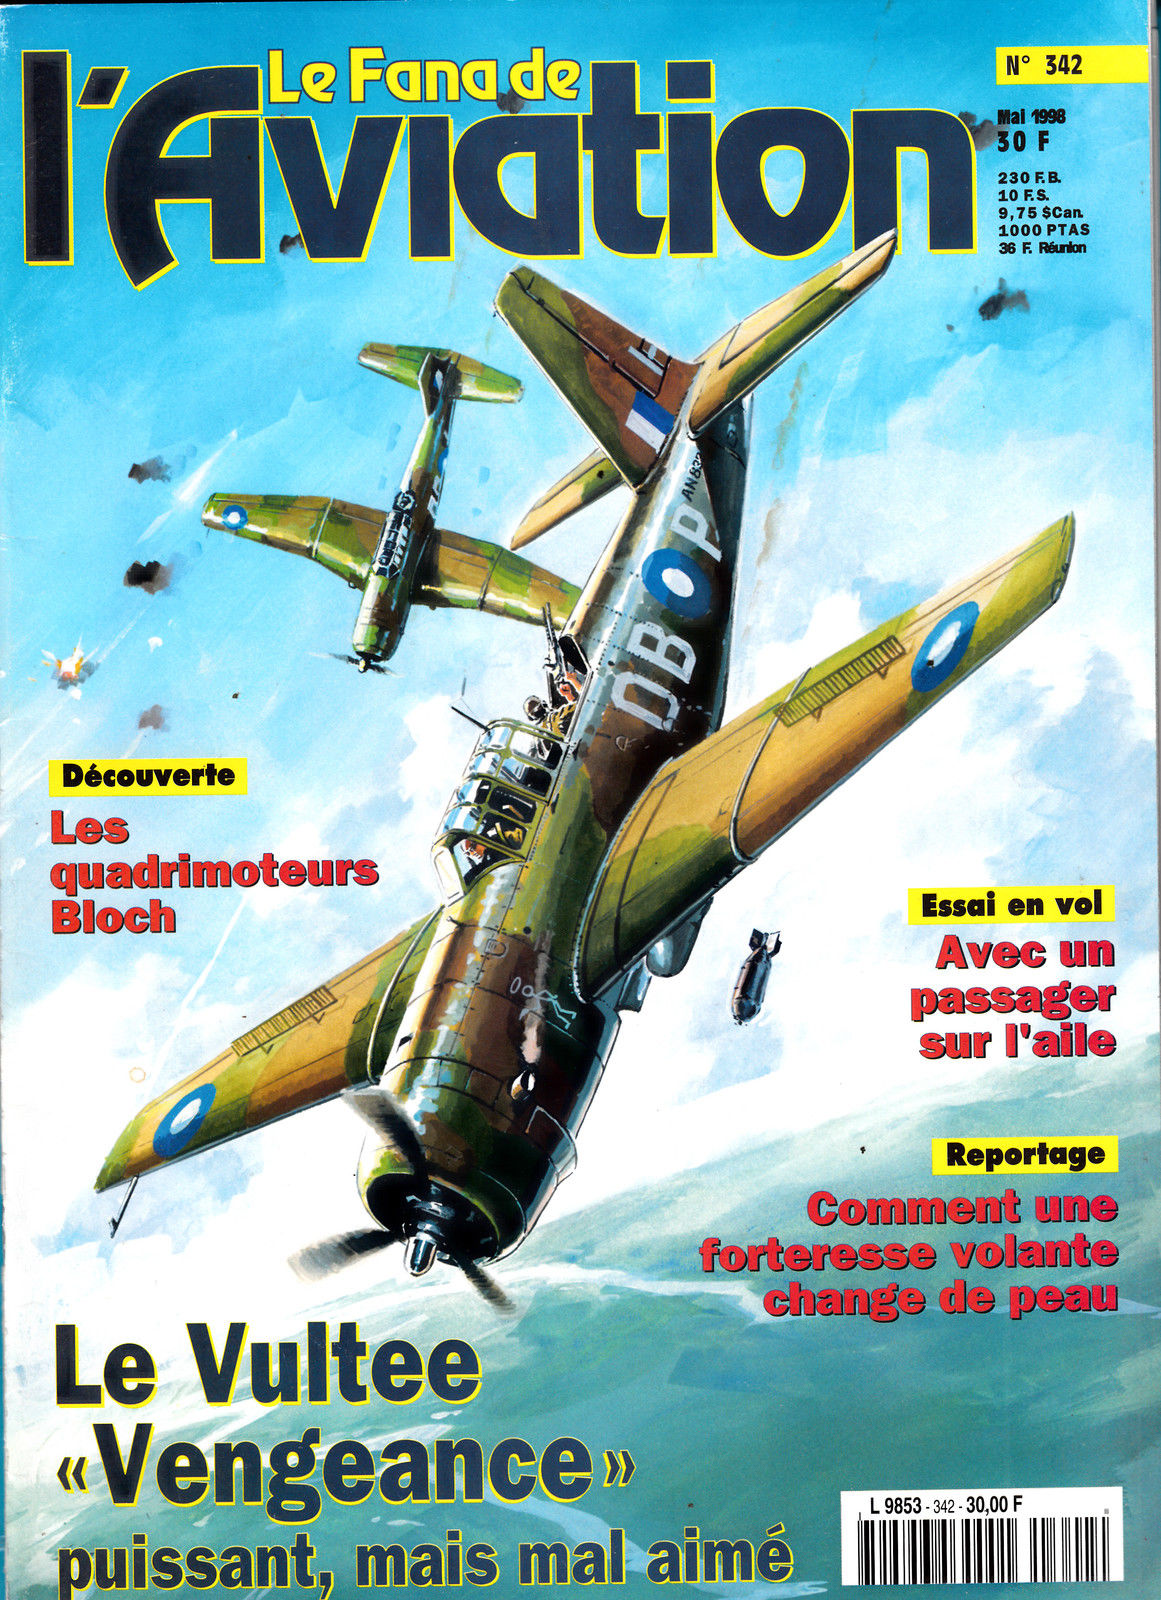 Le Fana de
l'Aviation
N° 342
Mai 1998
30 F
230 F.B.
10 F.S.
9,75 $Can.
1000 PTAS
36 F. Réunion
AN832
OB P
Découverte
Les
quadrimoteurs
Bloch
Essai en vol
Avec un
passager
sur l'aile
Reportage
Comment une
forteresse volante
change de peau
Le Vultee
«Vengeance»
puissant, mais mal aimé
L 9853 - 342 - 30,00 F